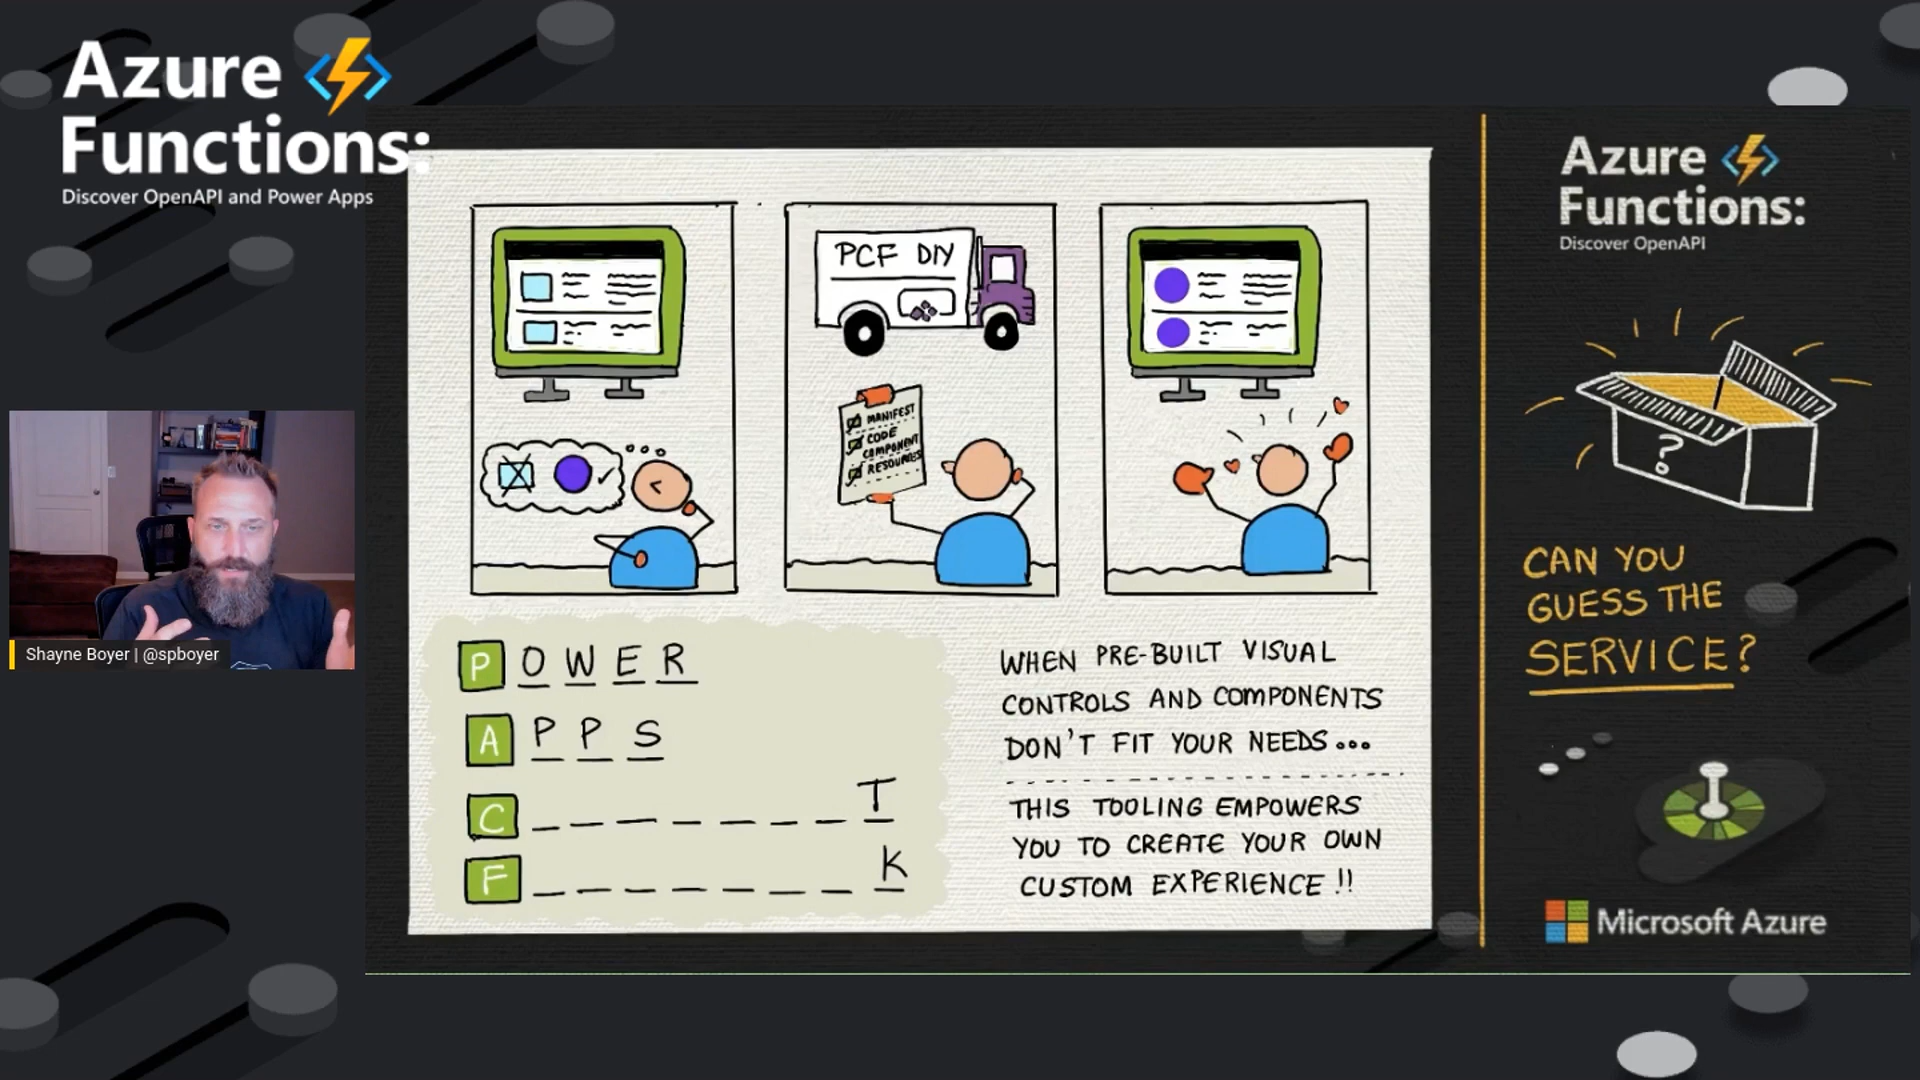 Azure
Functions:
Discover OpenAPI and Power Apps
Shayne Boyer | @spboyer
PCF DIY
MANIFEST
CODE
COMPONENT
RESOURCES
POWER
APPS
C _ _ _ _ _ _ _ T
F _ _ _ _ _ _ _ K
WHEN PRE-BUILT VISUAL
CONTROLS AND COMPONENTS
DON'T FIT YOUR NEEDS...
THIS TOOLING EMPOWERS
YOU TO CREATE YOUR OWN
CUSTOM EXPERIENCE!!
Azure
Functions:
Discover OpenAPI
?
CAN YOU
GUESS THE
SERVICE?
Microsoft Azure